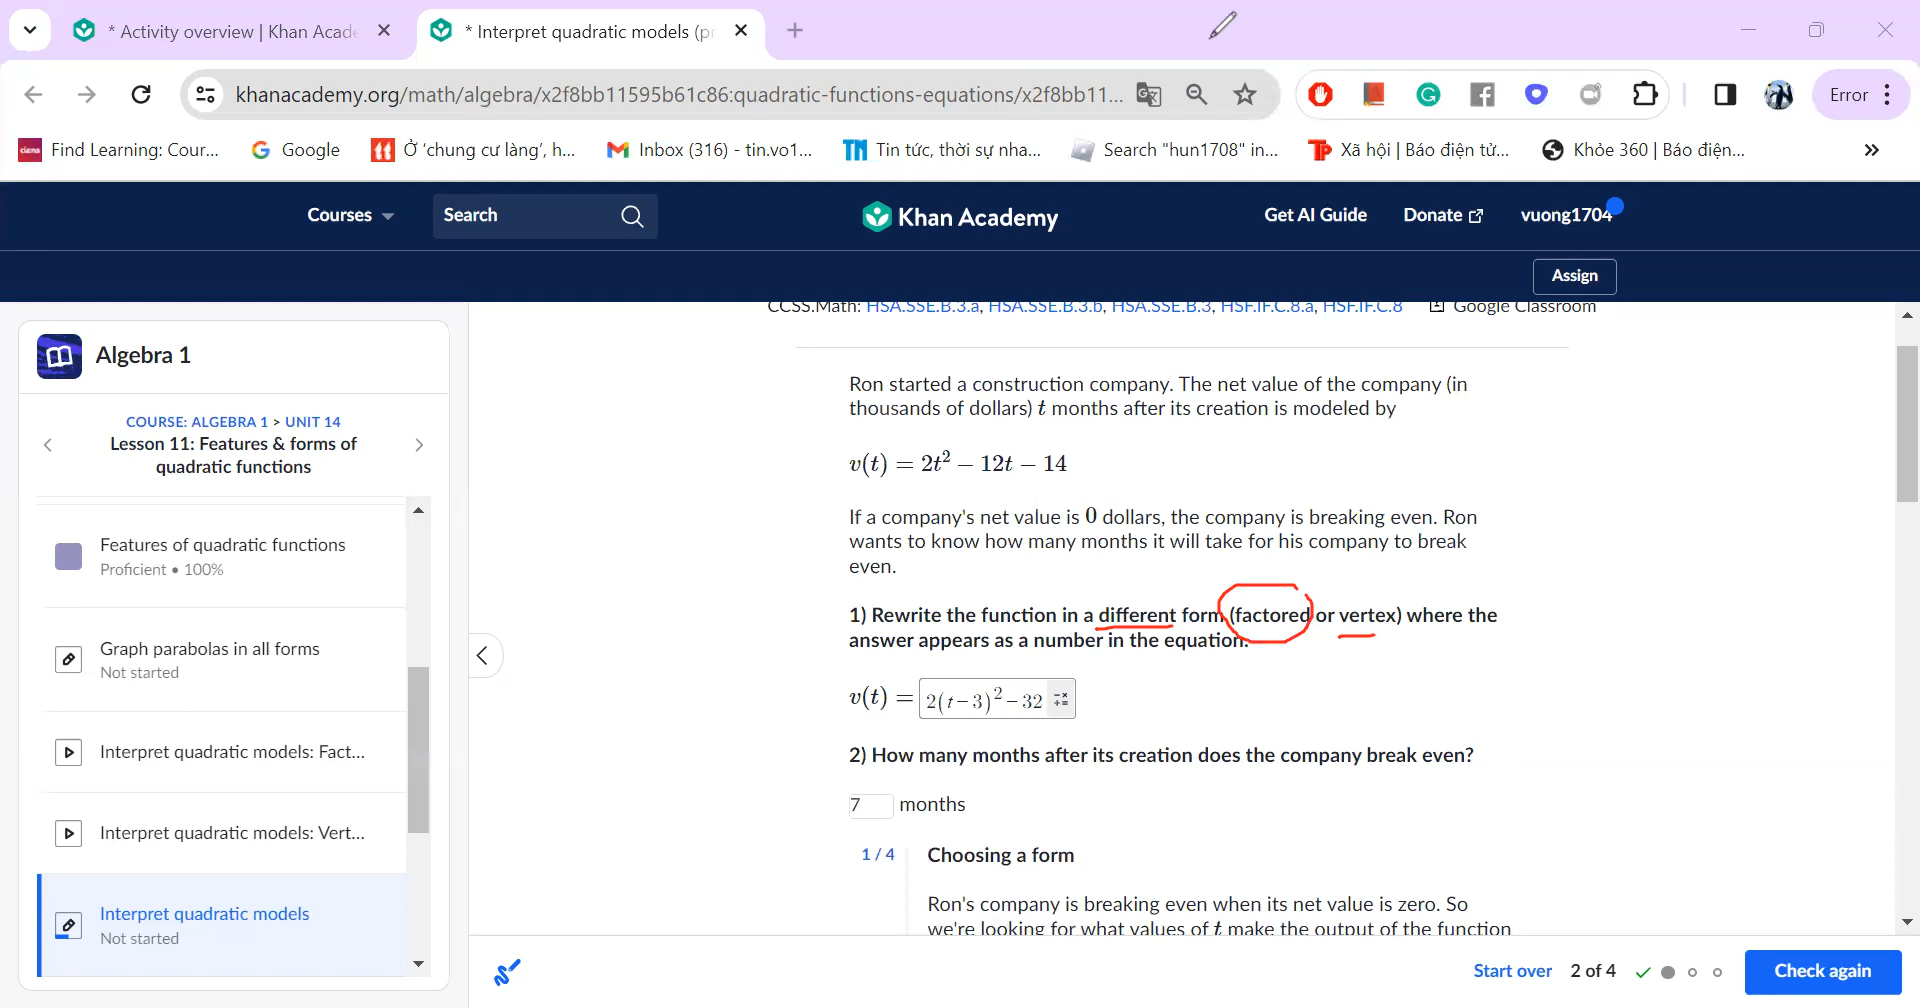 * Activity overview | Khan Acade
* Interpret quadratic models (pr
khanacademy.org/math/algebra/x2f8bb11595b61c86:quadratic-functions-equations/x2f8bb11...
Error
Find Learning: Cour...
Google
Ở 'chung cư làng', h...
Inbox (316) - tin.vo1...
Tin tức, thời sự nha...
Search "hun1708" in...
Xã hội | Báo điện tử...
Khỏe 360 | Báo điện...
Courses
Search
Khan Academy
Get AI Guide
Donate
vuong1704
Assign
CCSS.Math: HSA.SSE.B.3.a, HSA.SSE.B.3.b, HSA.SSE.B.3, HSF.IF.C.8.a, HSF.IF.C.8
Google Classroom
Algebra 1
COURSE: ALGEBRA 1 > UNIT 14
Lesson 11: Features & forms of
quadratic functions
Features of quadratic functions
Proficient • 100%
Graph parabolas in all forms
Not started
Interpret quadratic models: Fact...
Interpret quadratic models: Vert...
Interpret quadratic models
Not started
Ron started a construction company. The net value of the company (in
thousands of dollars) t months after its creation is modeled by
v(t) = 2t² − 12t − 14
If a company's net value is 0 dollars, the company is breaking even. Ron
wants to know how many months it will take for his company to break
even.
1) Rewrite the function in a different form (factored or vertex) where the
answer appears as a number in the equation.
v(t) = 2(t−3)²−32
2) How many months after its creation does the company break even?
7 months
1 / 4
Choosing a form
Ron's company is breaking even when its net value is zero. So
we're looking for what values of t make the output of the function
Start over
2 of 4
Check again